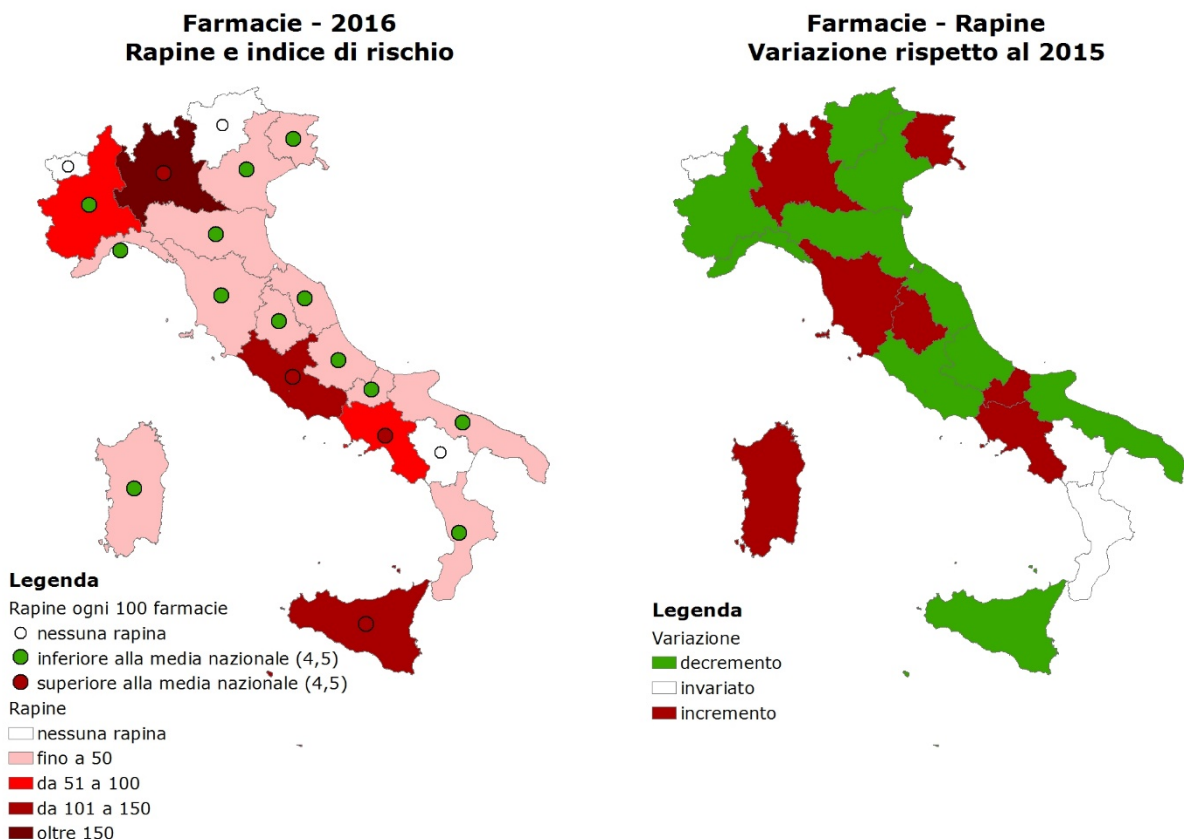 Farmacie - 2016
Rapine e indice di rischio
Legenda
Rapine ogni 100 farmacie
nessuna rapina
inferiore alla media nazionale (4,5)
superiore alla media nazionale (4,5)
Rapine
nessuna rapina
fino a 50
da 51 a 100
da 101 a 150
oltre 150
Farmacie - Rapine
Variazione rispetto al 2015
Legenda
Variazione
decremento
invariato
incremento